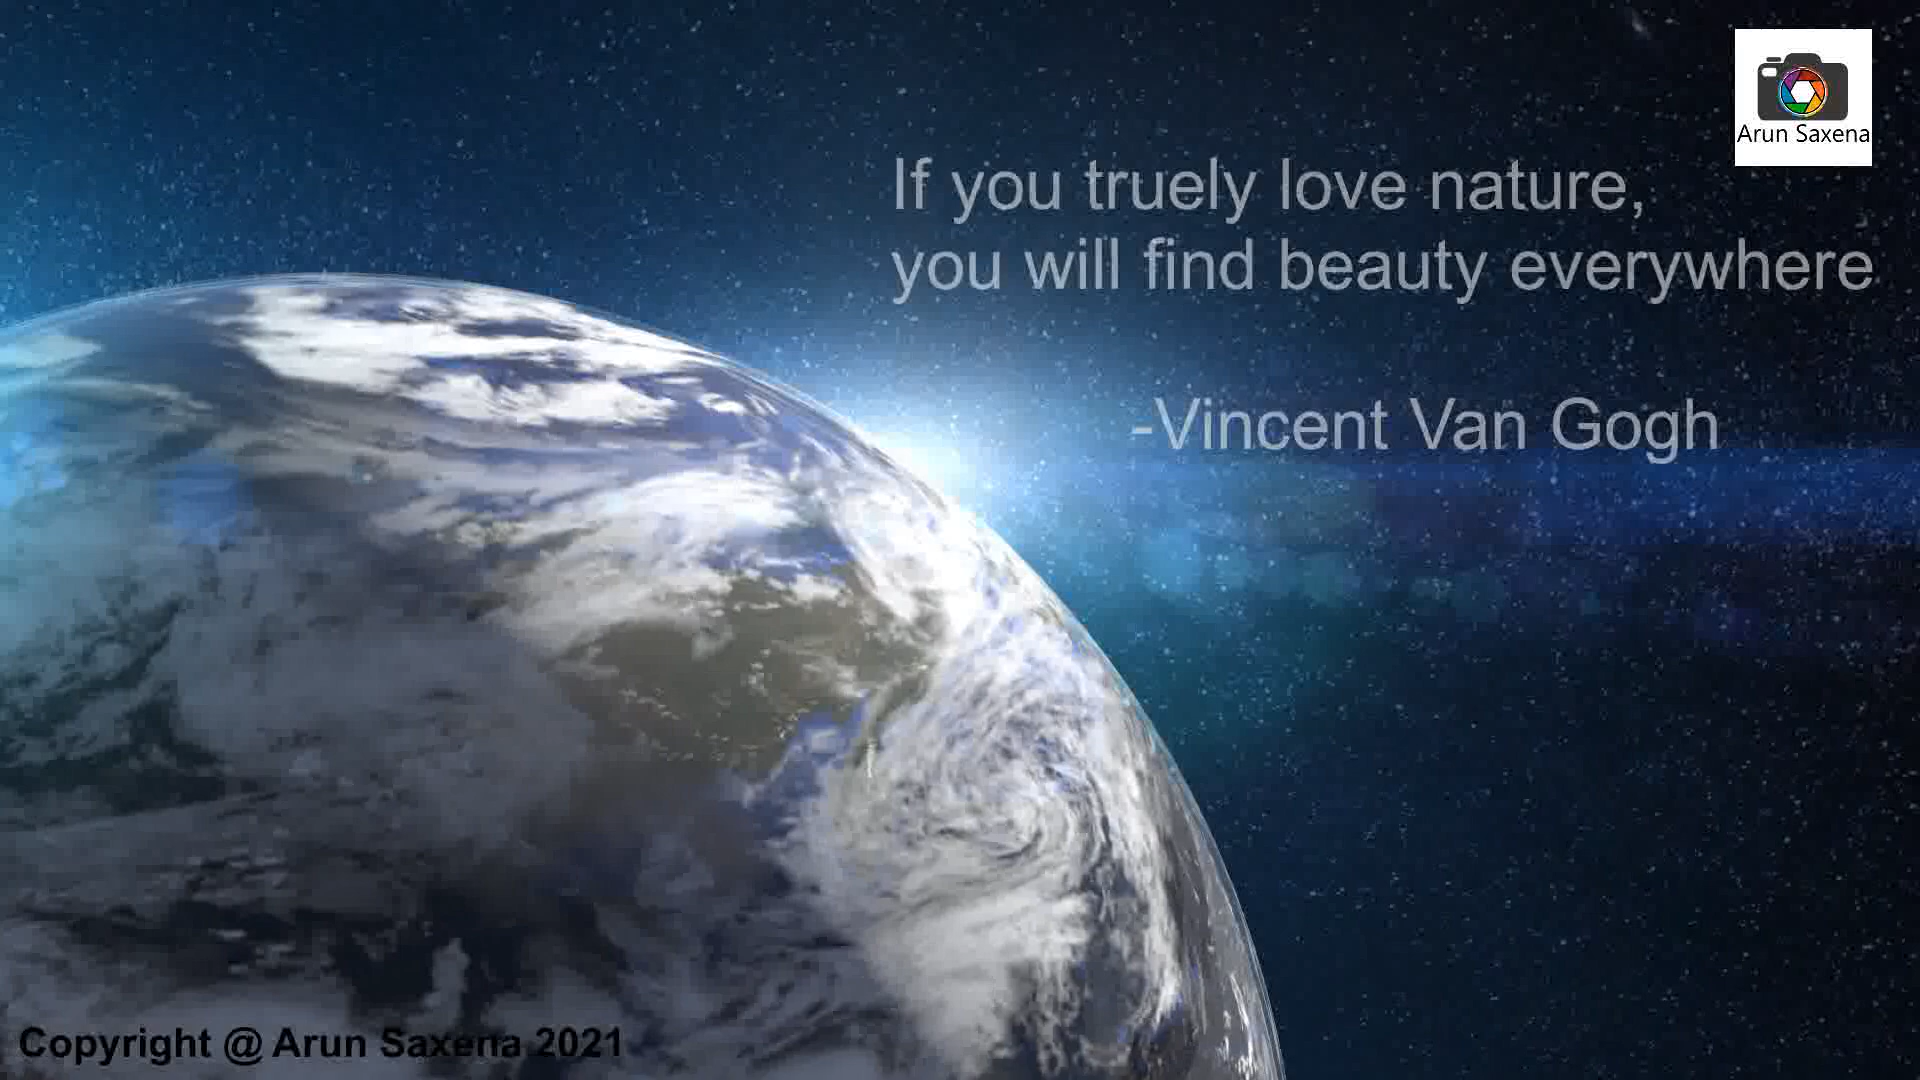 Arun Saxena
If you truely love nature,
you will find beauty everywhere
-Vincent Van Gogh
Copyright @ Arun Saxena 2021